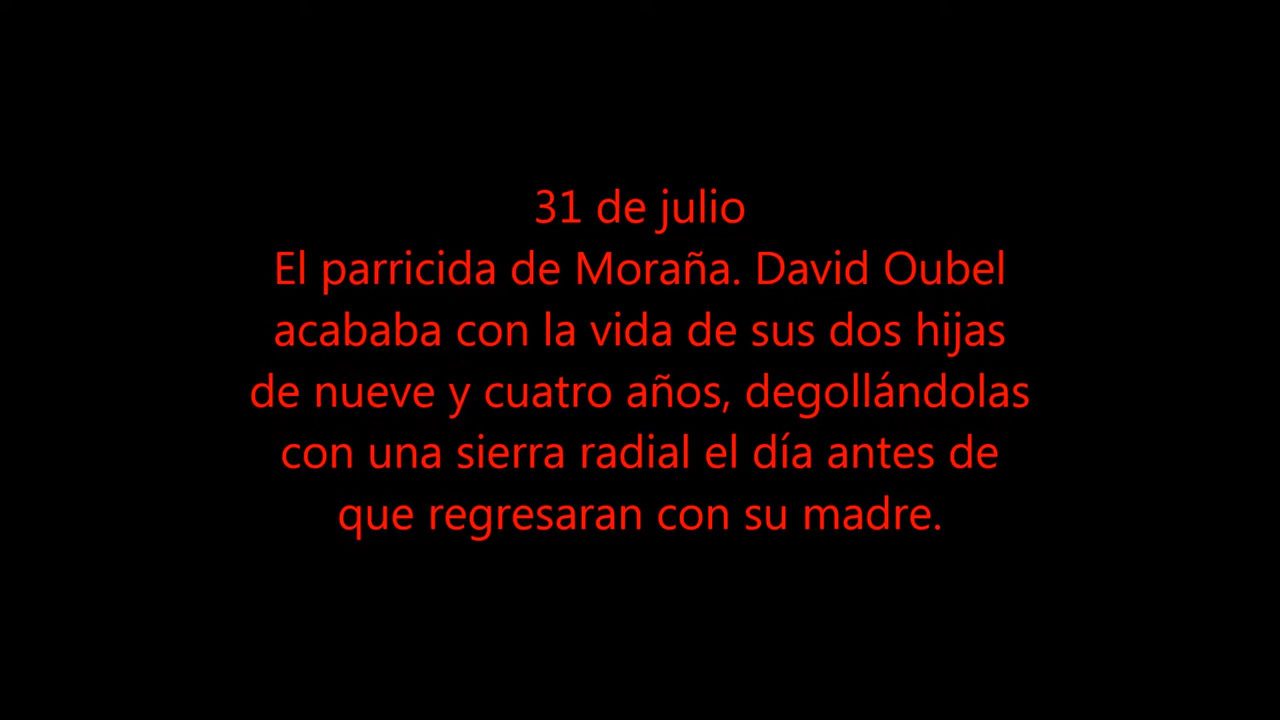 31 de julio
El parricida de Moraña. David Oubel
acababa con la vida de sus dos hijas
de nueve y cuatro años, degollándolas
con una sierra radial el día antes de
que regresaran con su madre.